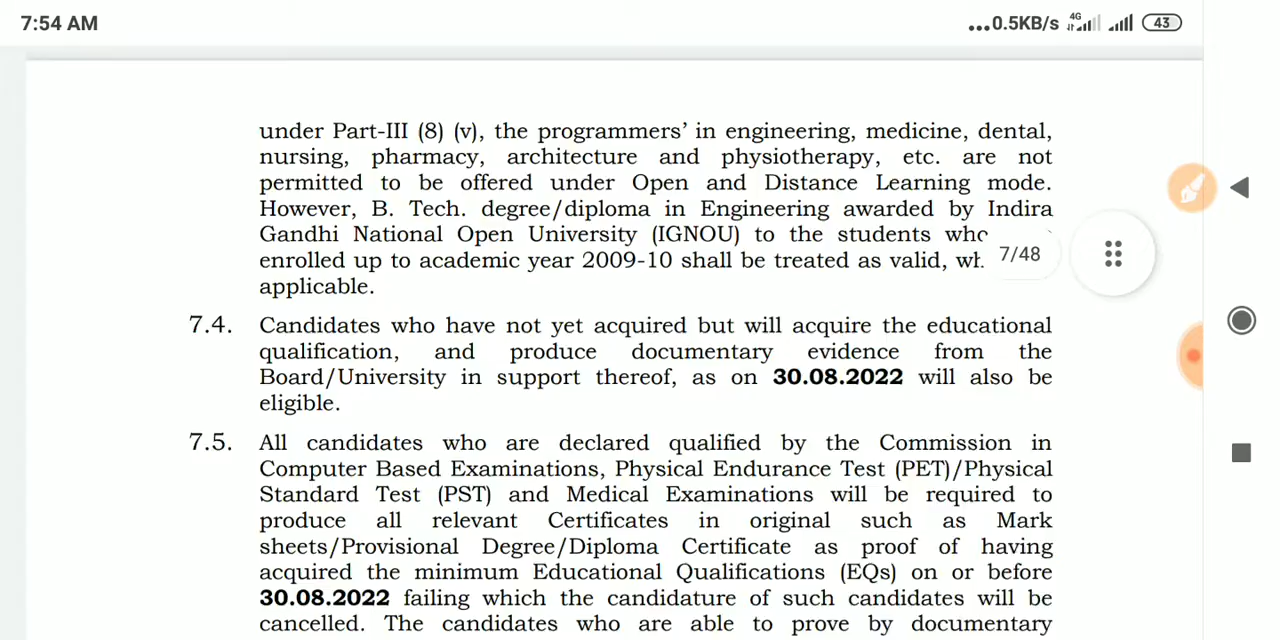 7:54 AM
...0.5KB/s 4G 43
under Part-III (8) (v), the programmers' in engineering, medicine, dental,
nursing, pharmacy, architecture and physiotherapy, etc. are not
permitted to be offered under Open and Distance Learning mode.
However, B. Tech. degree/diploma in Engineering awarded by Indira
Gandhi National Open University (IGNOU) to the students
enrolled up to academic year 2009-10 shall be treated as valid,
7/48
applicable.
7.4. Candidates who have not yet acquired but will acquire the educational
qualification, and produce documentary evidence from the
Board/University in support thereof, as on 30.08.2022 will also be
eligible.
7.5. All candidates who are declared qualified by the Commission in
Computer Based Examinations, Physical Endurance Test (PET)/Physical
Standard Test (PST) and Medical Examinations will be required to
produce all relevant Certificates in original such as Mark
sheets/Provisional Degree/Diploma Certificate as proof of having
acquired the minimum Educational Qualifications (EQs) on or before
30.08.2022 failing which the candidature of such candidates will be
cancelled. The candidates who are able to prove by documentary